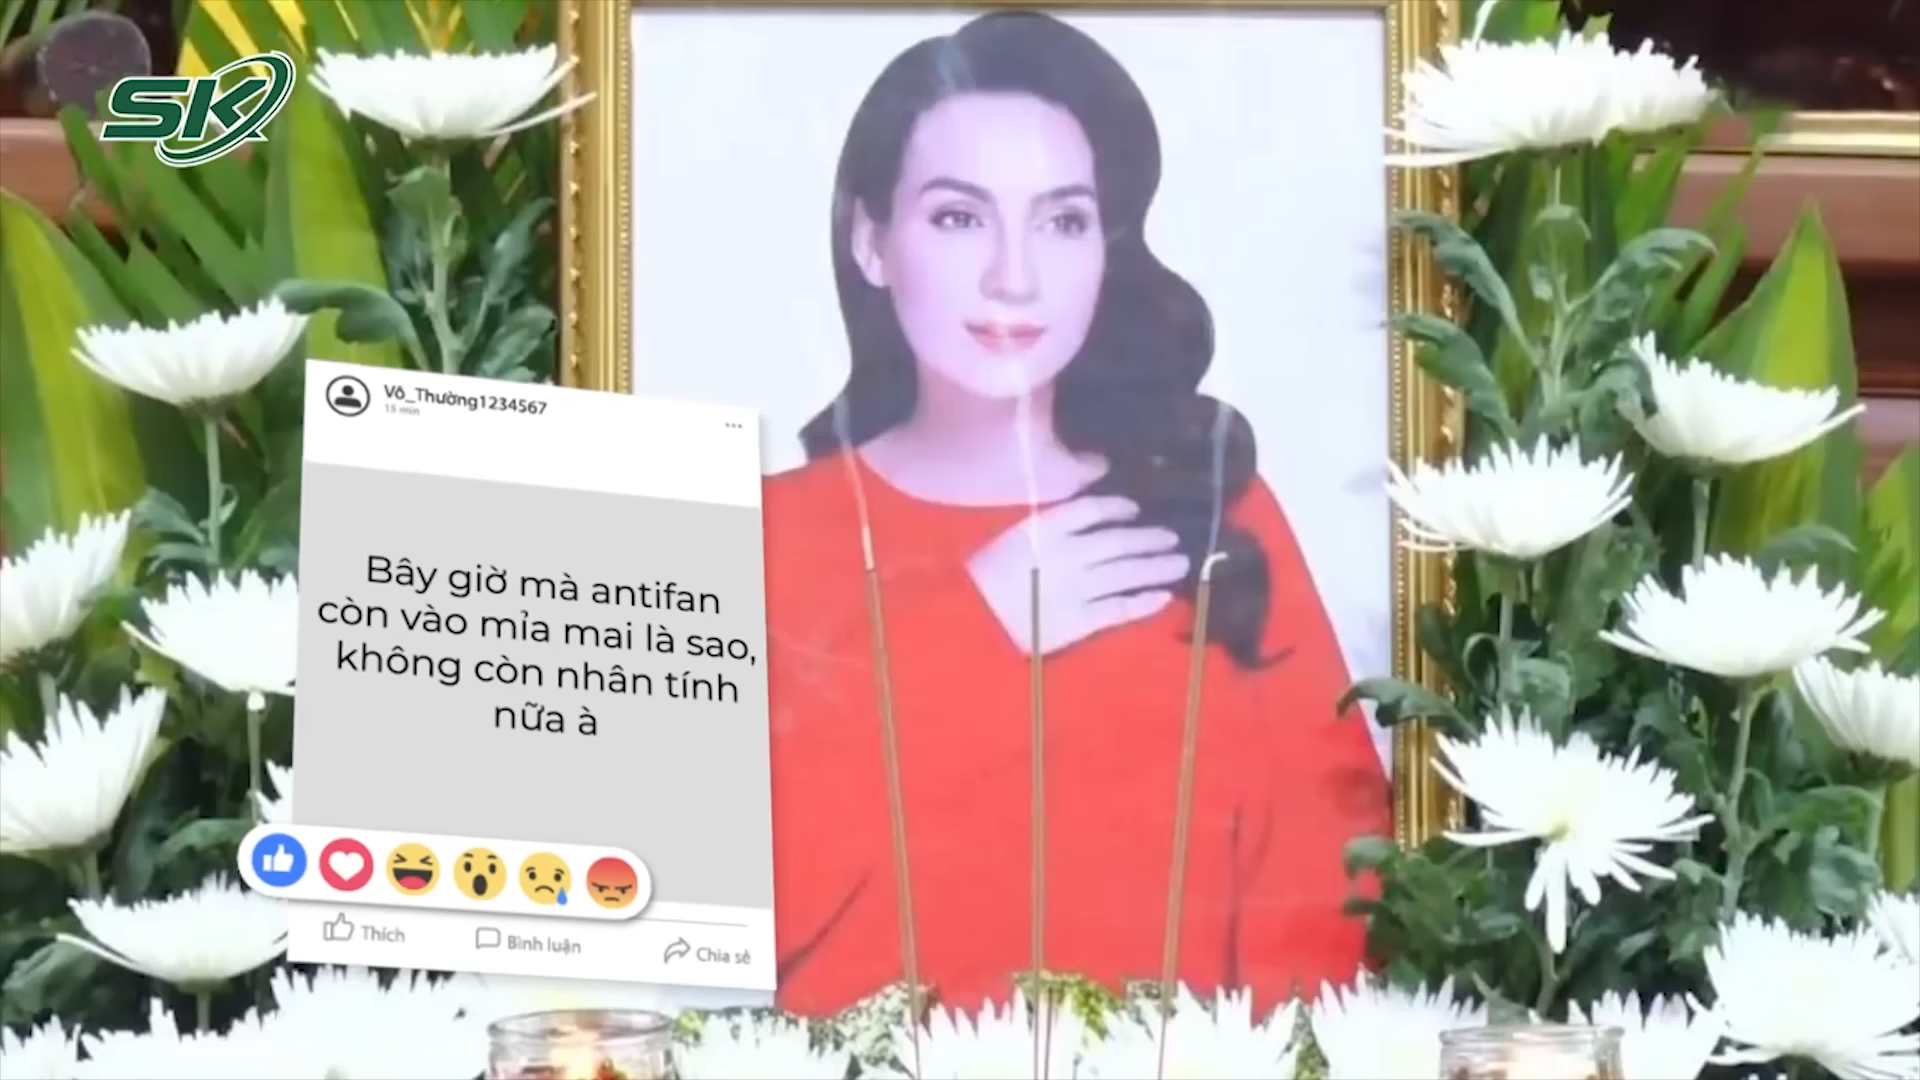 SK
Vô_Thường1234567
15 min
Bây giờ mà antifan
còn vào mỉa mai là sao,
không còn nhân tính
nữa à
Thích
Bình luận
Chia sẻ